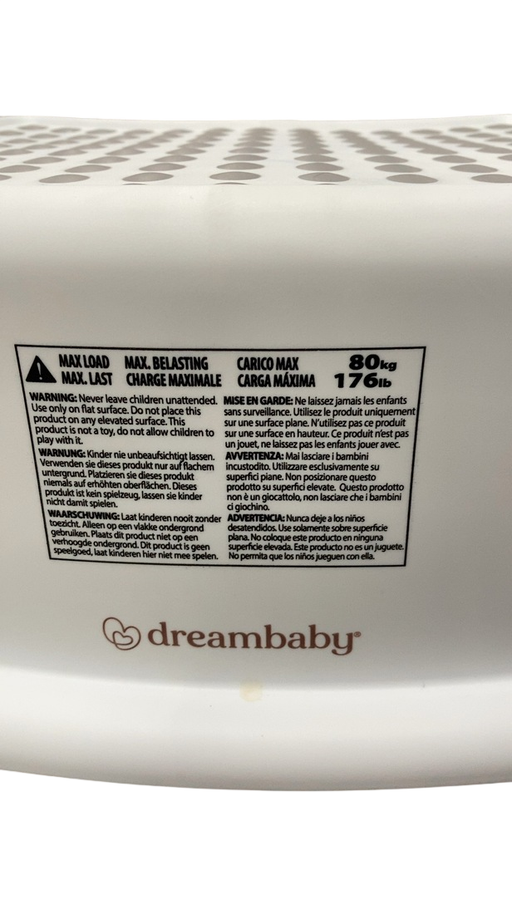 MAX LOAD MAX. BELASTING CARICO MAX 80kg
MAX. LAST CHARGE MAXIMALE CARGA MÁXIMA 176lb
WARNING: Never leave children unattended.
Use only on flat surface. Do not place this
product on any elevated surface. This
product is not a toy, do not allow children to
play with it.
WARNUNG: Kinder nie unbeaufsichtigt lassen.
Verwenden sie dieses produkt nur auf flachem
untergrund. Platzieren sie dieses produkt
niemals auf erhöhten oberflächen. Dieses
produkt ist kein spielzeug, lassen sie kinder
nicht damit spielen.
WAARSCHUWING: Laat kinderen nooit zonder
toezicht. Alleen op een vlakke ondergrond
gebruiken. Plaats dit product niet op een
verhoogde ondergrond. Dit product is geen
speelgoed, laat kinderen hier niet mee spelen.
MISE EN GARDE: Ne laissez jamais les enfants
sans surveillance. Utilisez le produit uniquement
sur une surface plane. N'utilisez pas ce produit
sur une surface en hauteur. Ce produit n'est pas
un jouet, ne laissez pas les enfants jouer avec.
AVVERTENZA: Mai lasciare i bambini
incustodito. Utilizzare esclusivamente su
superfici piane. Non posizionare questo
prodotto su superfici elevate. Questo prodotto
non è un giocattolo, non lasciare che i bambini
ci giochino.
ADVERTENCIA: Nunca deje a los niños
desatendidos. Use solamente sobre superficie
plana. No coloque este producto en ninguna
superficie elevada. Este producto no es un juguete.
No permita que los niños jueguen con ella.
dreambaby®